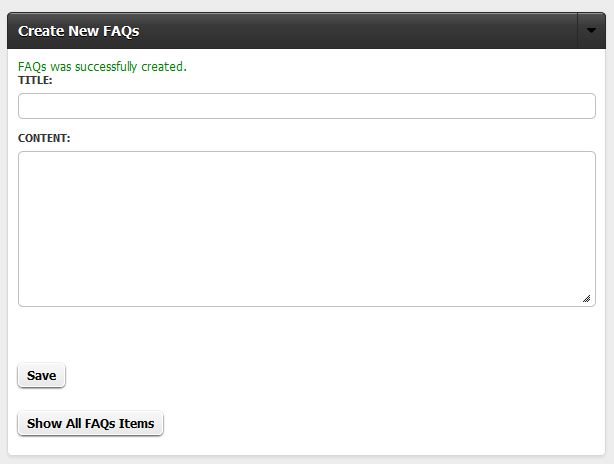 Create New FAQs
FAQs was successfully created.
TITLE:
CONTENT:
Save
Show All FAQs Items